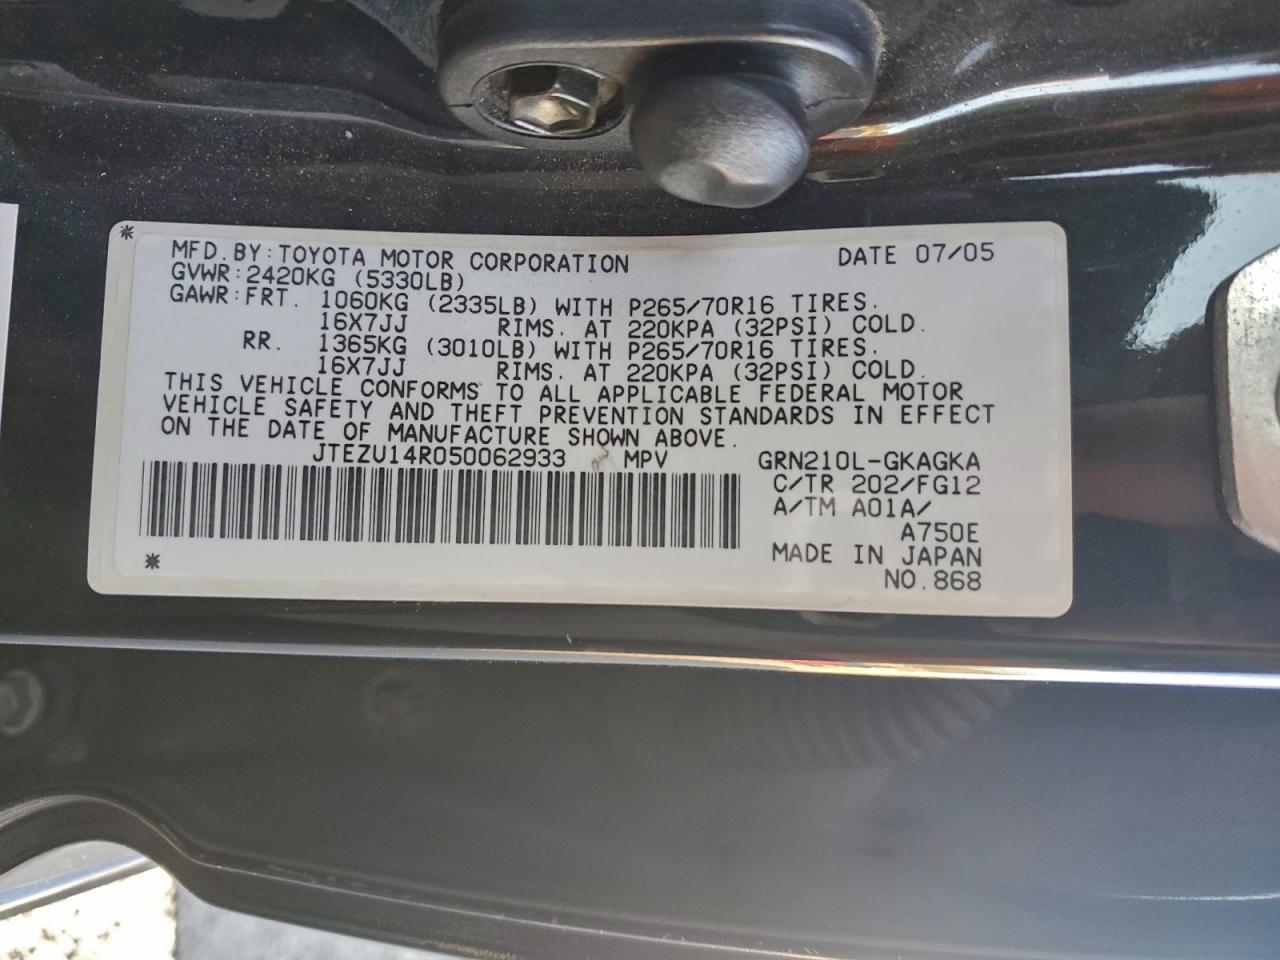 MFD. BY: TOYOTA MOTOR CORPORATION DATE 07/05
GVWR: 2420KG (5330LB)
GAWR: FRT. 1060KG (2335LB) WITH P265/70R16 TIRES.
16X7JJ RIMS. AT 220KPA (32PSI) COLD.
RR. 1365KG (3010LB) WITH P265/70R16 TIRES.
16X7JJ RIMS. AT 220KPA (32PSI) COLD.
THIS VEHICLE CONFORMS TO ALL APPLICABLE FEDERAL MOTOR
VEHICLE SAFETY AND THEFT PREVENTION STANDARDS IN EFFECT
ON THE DATE OF MANUFACTURE SHOWN ABOVE.
JTEZU14R050062933 MPV GRN210L-GKAGKA
C/TR 202/FG12
A/TM A01A/
A750E
MADE IN JAPAN
NO. 868